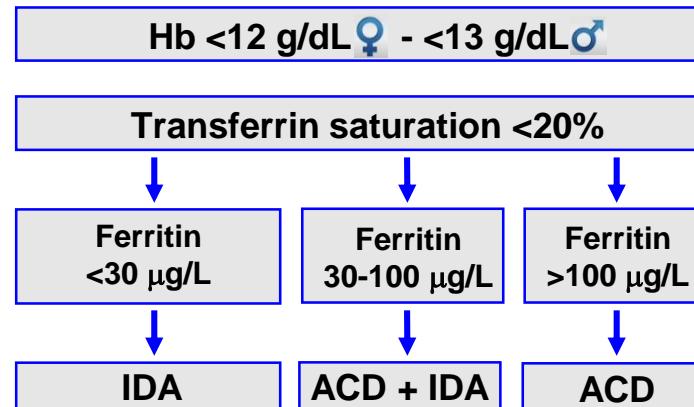 Hb <12 g/dL♀ - <13 g/dL♂
Transferrin saturation <20%
Ferritin
<30 μg/L
Ferritin
30-100 μg/L
Ferritin
>100 μg/L
IDA
ACD + IDA
ACD